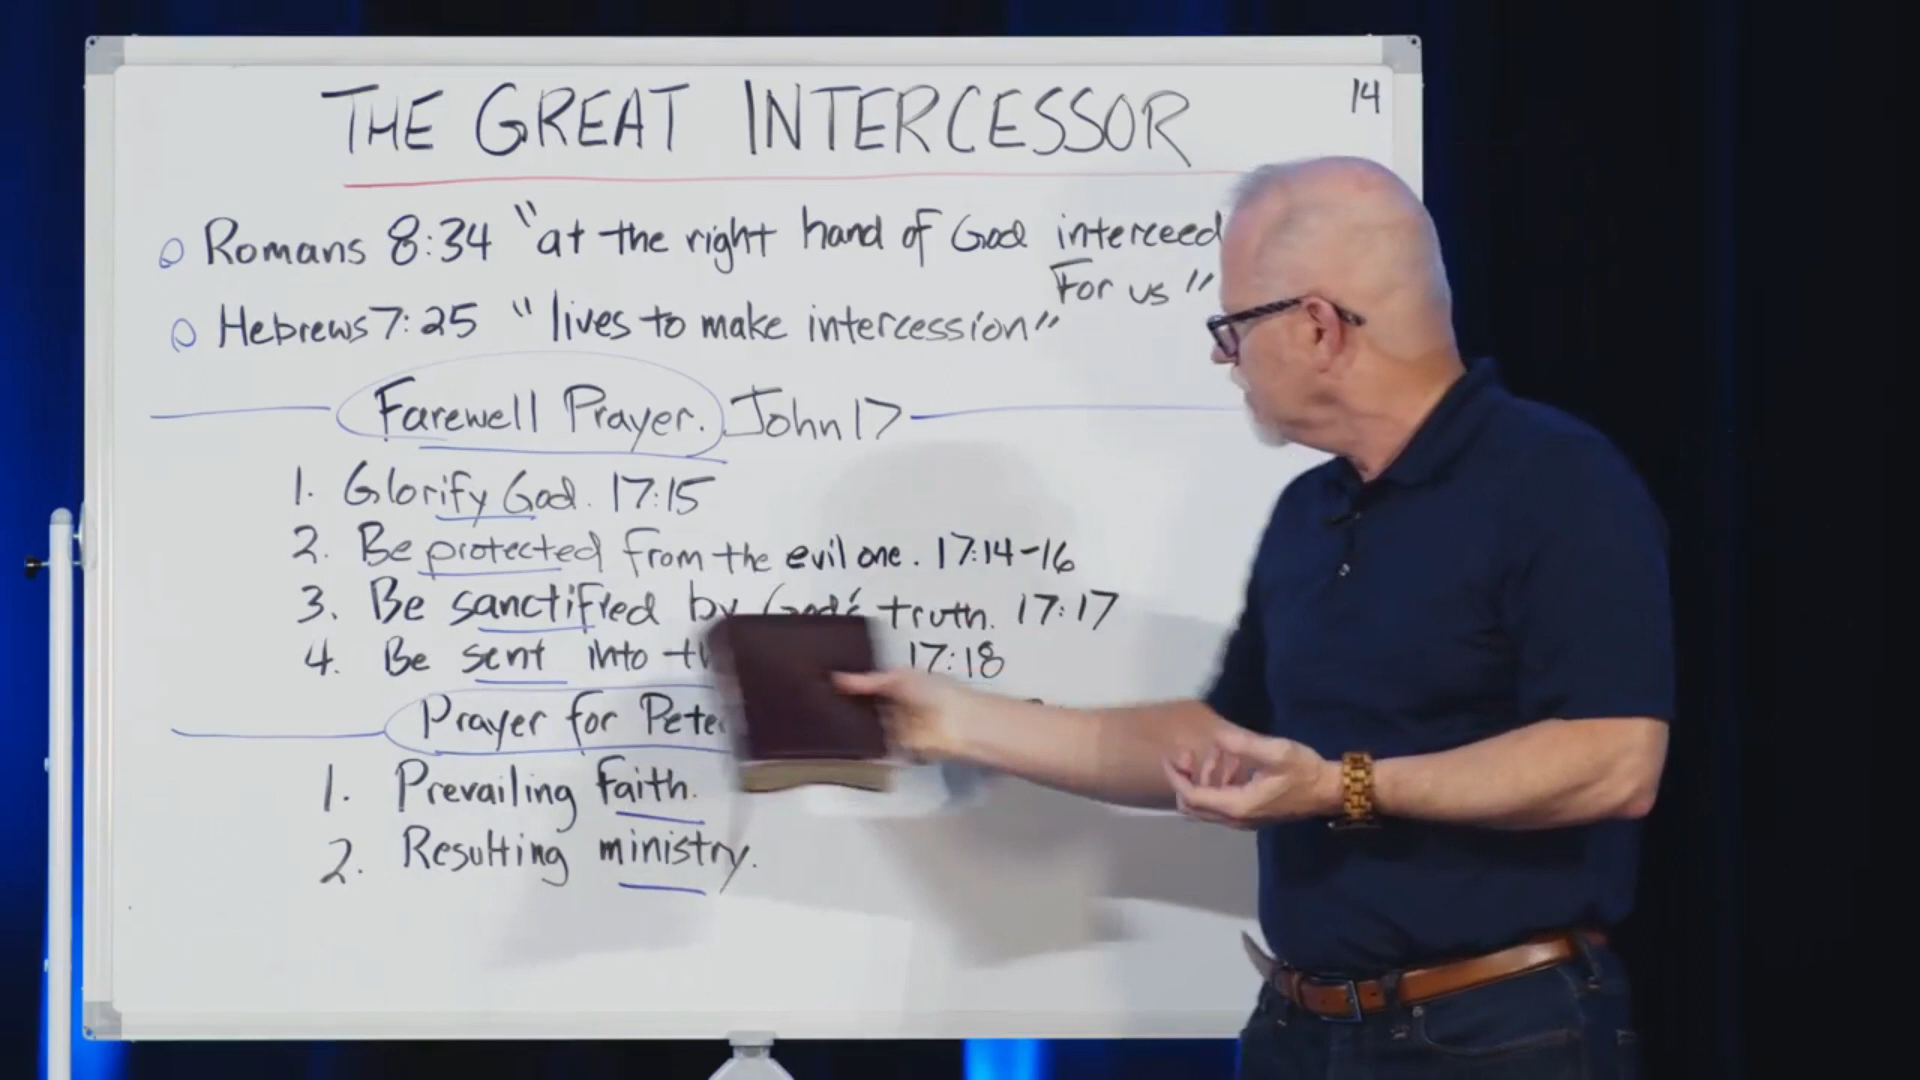 THE GREAT INTERCESSOR
14
Romans 8:34 "at the right hand of God interceed
For us"
Hebrews 7:25 "lives to make intercession"
Farewell Prayer. John 17
1. Glorify God. 17:15
2. Be protected from the evil one. 17:14-16
3. Be sanctified by God's truth. 17:17
4. Be sent into 17:18
Prayer for
1. Prevailing faith.
2. Resulting ministry.